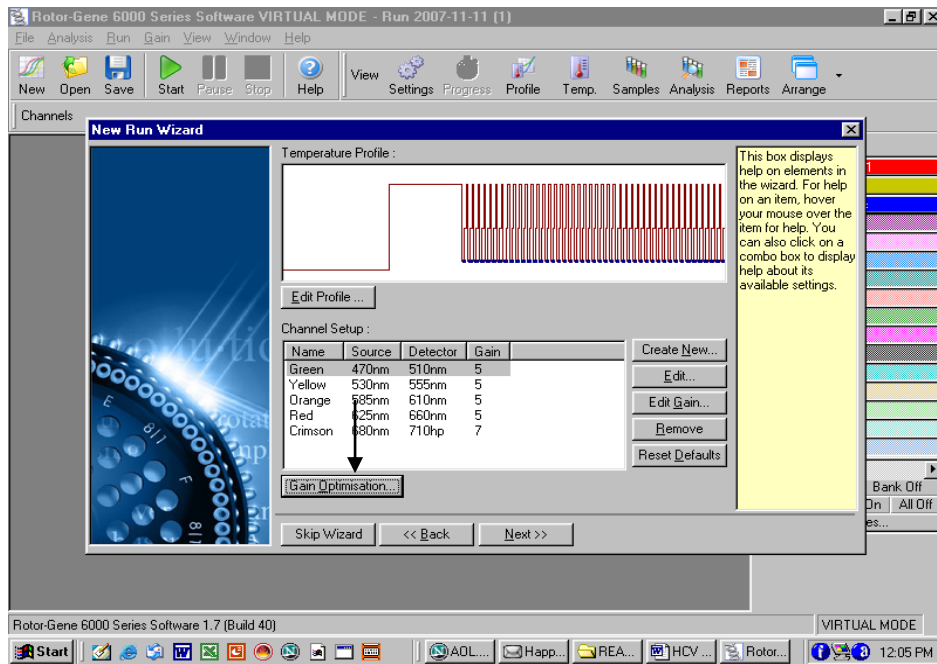 Rotor-Gene 6000 Series Software VIRTUAL MODE - Run 2007-11-11 (1)
File Analysis Run Gain View Window Help
New Open Save Start Pause Stop Help View Settings Progress Profile Temp. Samples Analysis Reports Arrange
Channels
New Run Wizard
Temperature Profile :
Edit Profile ...
Channel Setup :
Name Source Detector Gain
Green 470nm 510nm 5
Yellow 530nm 555nm 5
Orange 585nm 610nm 5
Red 625nm 660nm 5
Crimson 680nm 710hp 7
Create New...
Edit...
Edit Gain...
Remove
Reset Defaults
Gain Optimisation...
Skip Wizard << Back Next >>
This box displays
help on elements in
the wizard. For help
on an item, hover
your mouse over the
item for help. You
can also click on a
combo box to display
help about its
available settings.
Bank Off
On All Off
es...
Rotor-Gene 6000 Series Software 1.7 (Build 40) VIRTUAL MODE
Start AOL.... Happ... REA... HCV ... Rotor... 12:05 PM